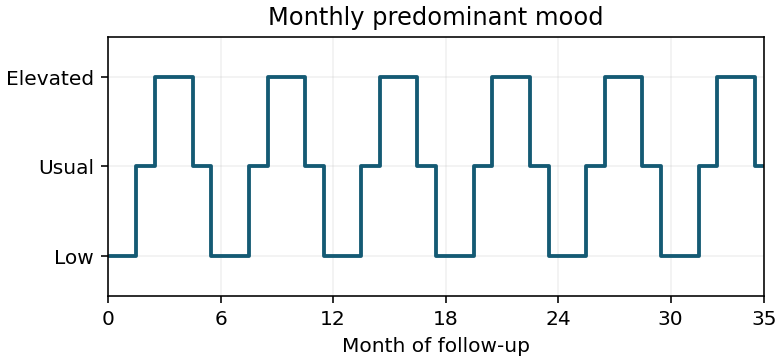 Monthly predominant mood
Elevated
Usual
Low
0 6 12 18 24 30 35
Month of follow-up